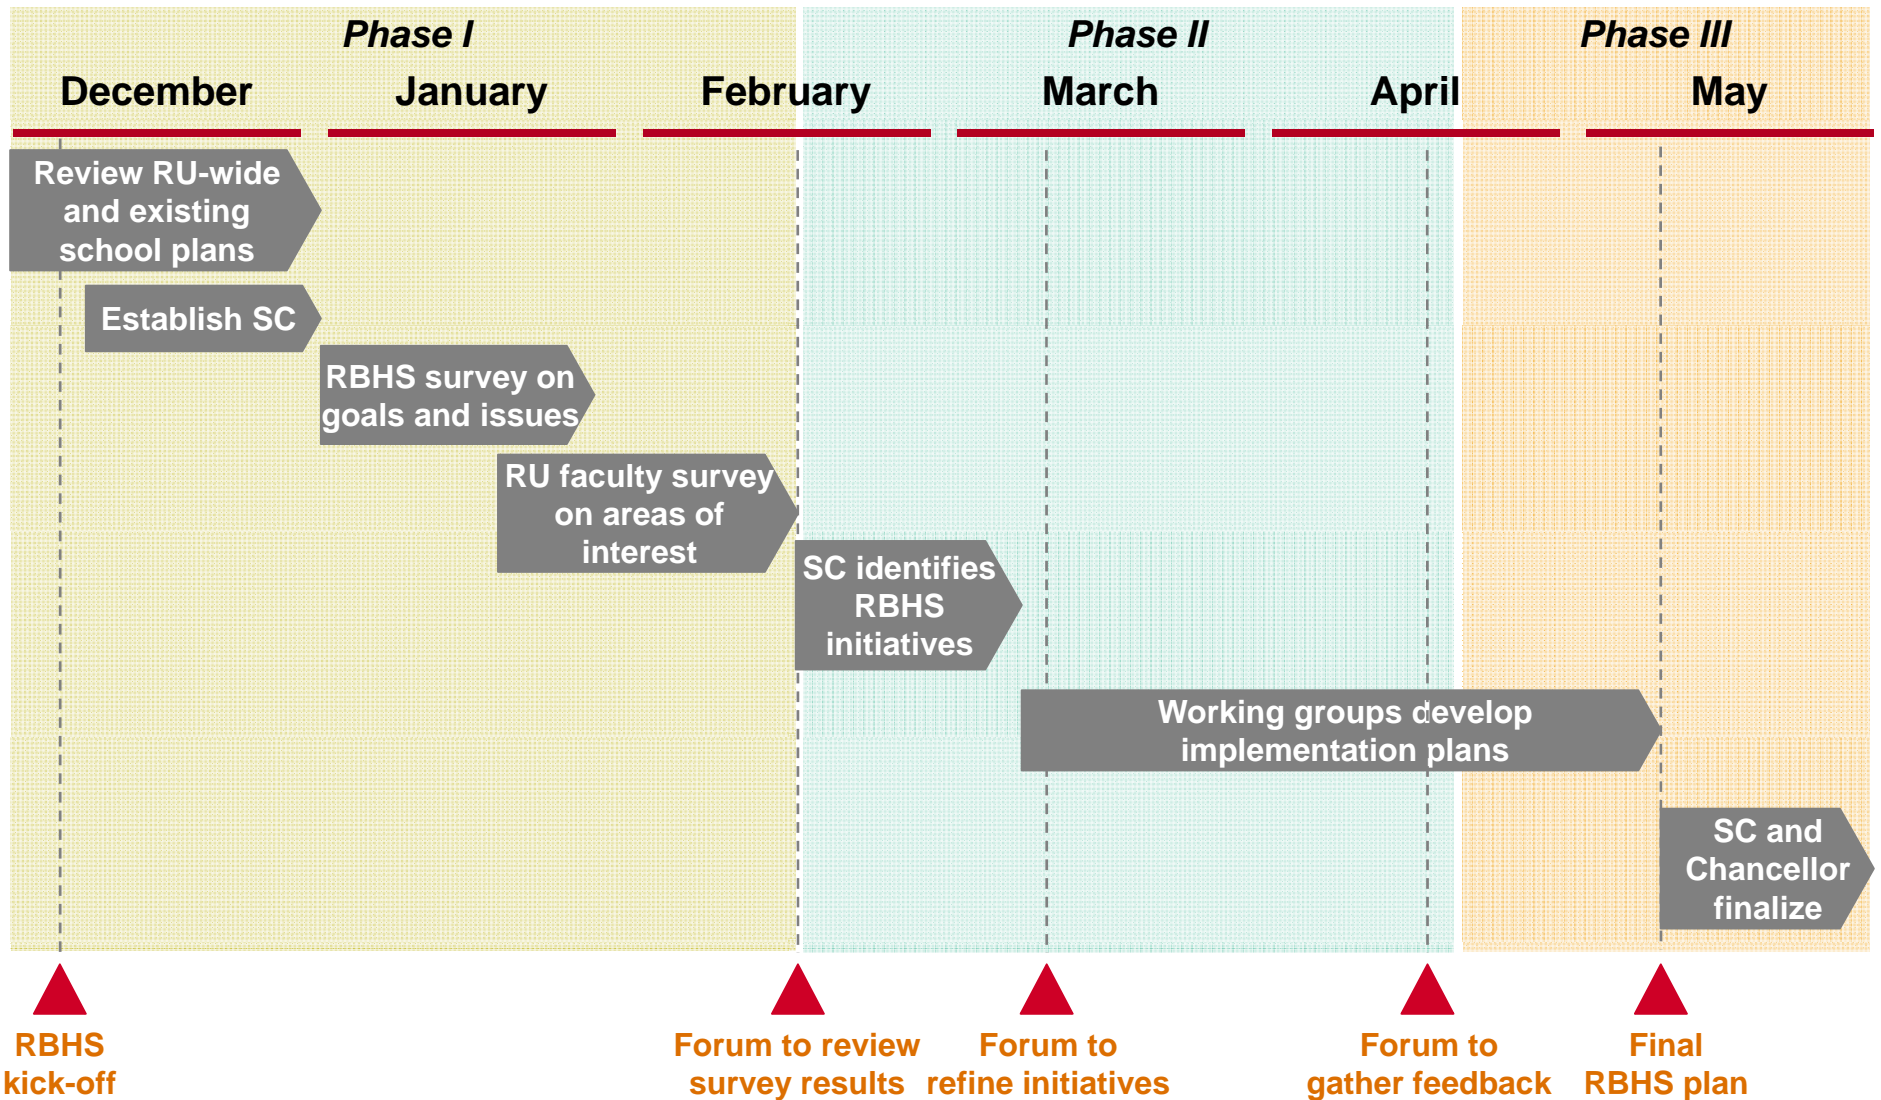 Phase I
Phase II
Phase III
December
January
February
March
April
May
Review RU-wide
and existing
school plans
Establish SC
RBHS survey on
goals and issues
RU faculty survey
on areas of
interest
SC identifies
RBHS
initiatives
Working groups develop
implementation plans
SC and
Chancellor
finalize
RBHS
kick-off
Forum to review
survey results
Forum to
refine initiatives
Forum to
gather feedback
Final
RBHS plan